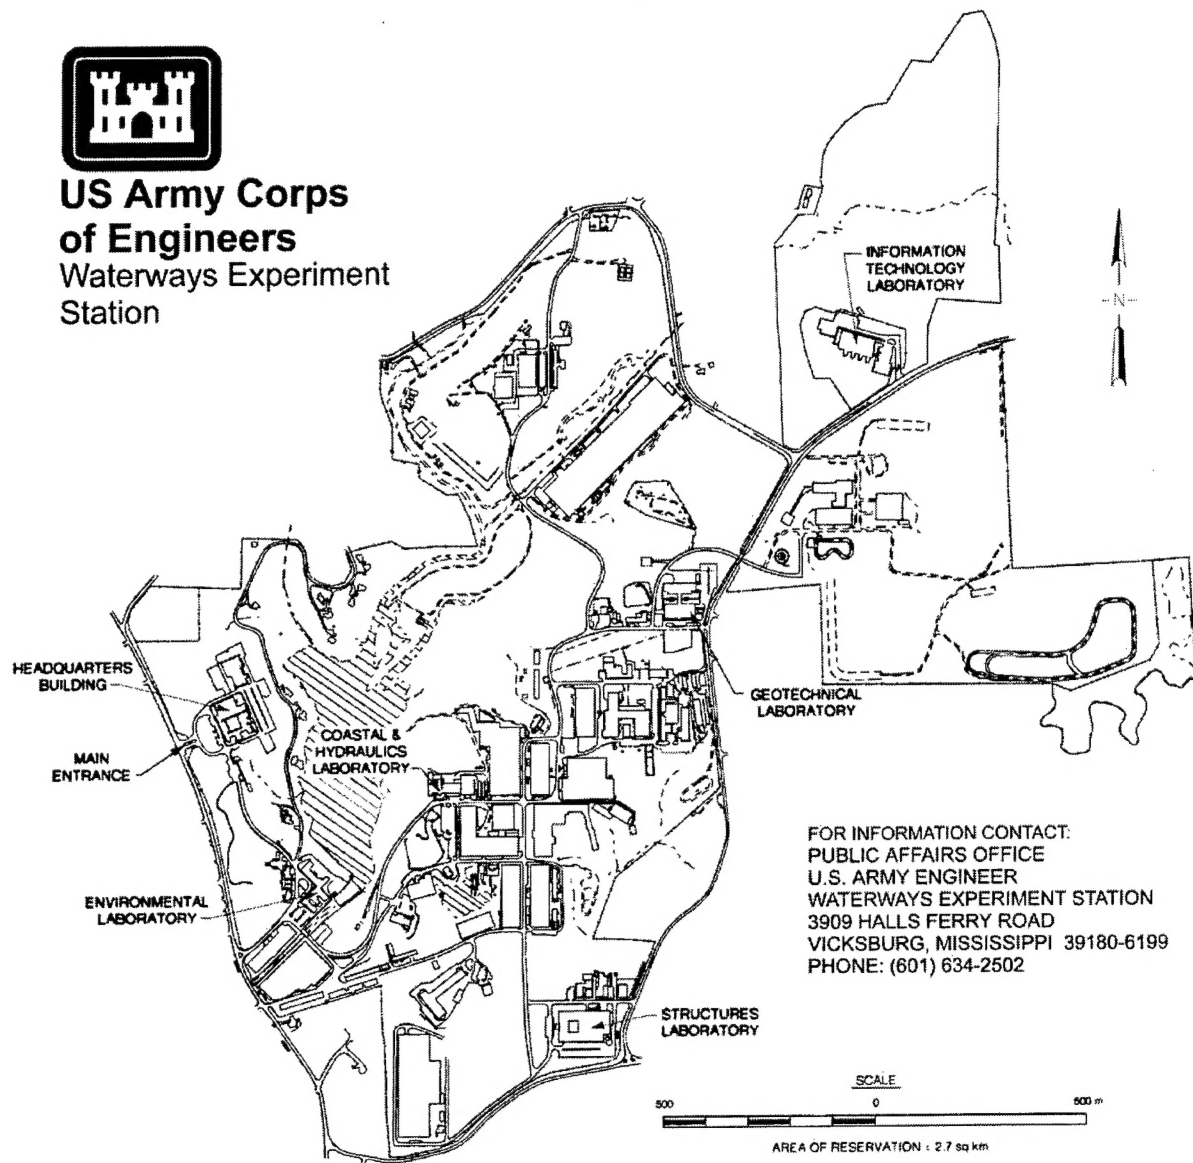 US Army Corps
of Engineers
Waterways Experiment
Station
INFORMATION
TECHNOLOGY
LABORATORY
N
HEADQUARTERS
BUILDING
MAIN
ENTRANCE
COASTAL &
HYDRAULICS
LABORATORY
GEOTECHNICAL
LABORATORY
ENVIRONMENTAL
LABORATORY
STRUCTURES
LABORATORY
FOR INFORMATION CONTACT:
PUBLIC AFFAIRS OFFICE
U.S. ARMY ENGINEER
WATERWAYS EXPERIMENT STATION
3909 HALLS FERRY ROAD
VICKSBURG, MISSISSIPPI 39180-6199
PHONE: (601) 634-2502
SCALE
500 0 500 m
AREA OF RESERVATION : 2.7 sq km